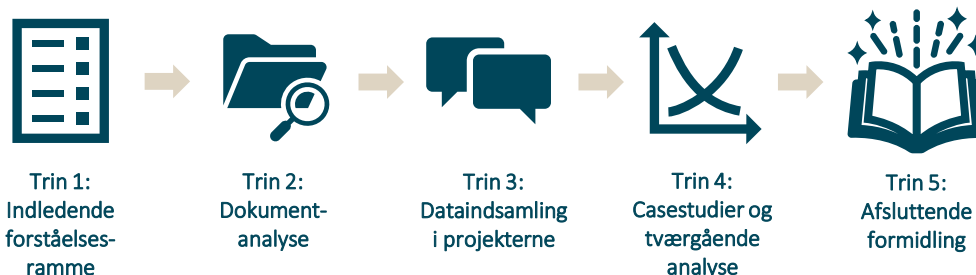 Trin 1:
Indledende
forståelses-
ramme
Trin 2:
Dokument-
analyse
Trin 3:
Dataindsamling
i projekterne
Trin 4:
Casestudier og
tværgående
analyse
Trin 5:
Afsluttende
formidling